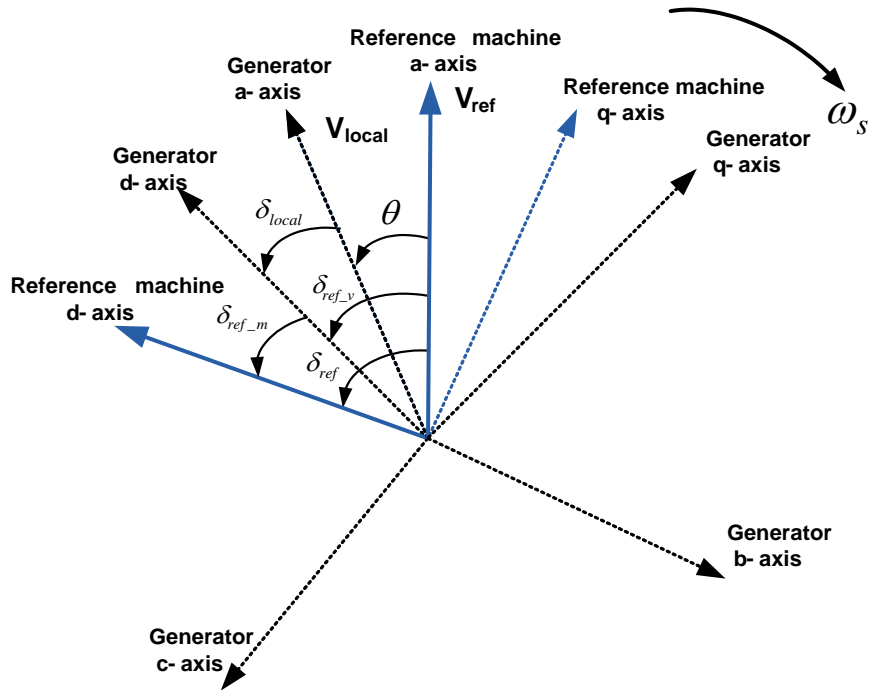 Reference machine
a- axis
Generator
a- axis
V_ref
Reference machine
q- axis
ω_s
V_local
Generator
q- axis
Generator
d- axis
δ_local
θ
Reference machine
d- axis
δ_ref_m
δ_ref_v
δ_ref
Generator
b- axis
Generator
c- axis